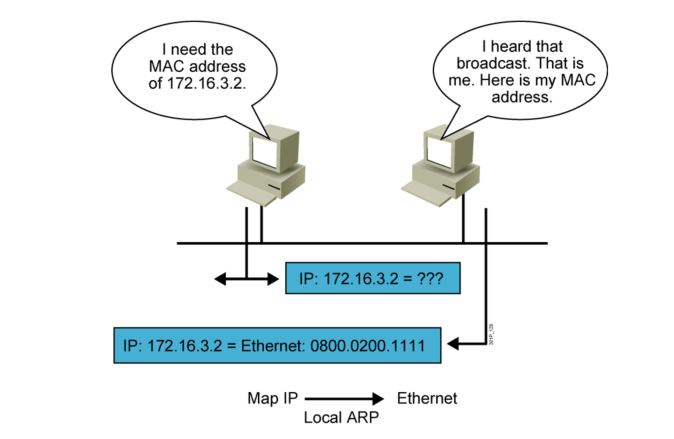 I need the
MAC address
of 172.16.3.2.
I heard that
broadcast. That is
me. Here is my MAC
address.
IP: 172.16.3.2 = ???
IP: 172.16.3.2 = Ethernet: 0800.0200.1111
Map IP
Ethernet
Local ARP